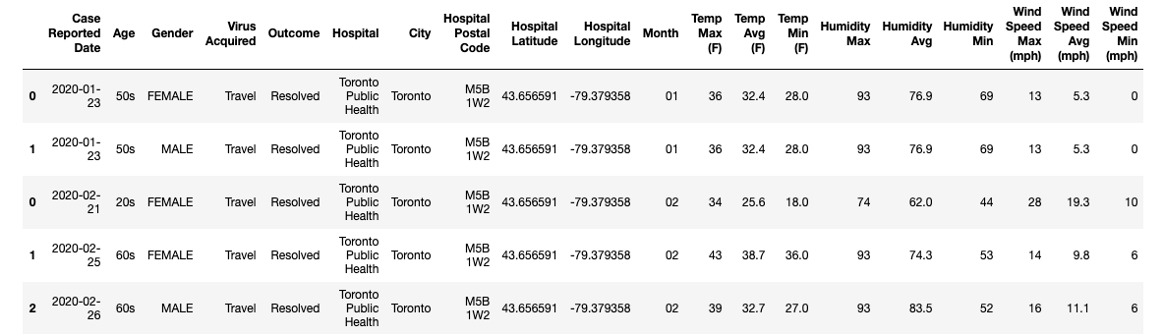 Case Reported Date Age Gender Virus Acquired Outcome Hospital City Hospital Postal Code Hospital Latitude Hospital Longitude Month Temp Max (F) Temp Avg (F) Temp Min (F) Humidity Max Humidity Avg Humidity Min Wind Speed Max (mph) Wind Speed Avg (mph) Wind Speed Min (mph)
0 2020-01-23 50s FEMALE Travel Resolved Toronto Public Health Toronto M5B 1W2 43.656591 -79.379358 01 36 32.4 28.0 93 76.9 69 13 5.3 0
1 2020-01-23 50s MALE Travel Resolved Toronto Public Health Toronto M5B 1W2 43.656591 -79.379358 01 36 32.4 28.0 93 76.9 69 13 5.3 0
0 2020-02-21 20s FEMALE Travel Resolved Toronto Public Health Toronto M5B 1W2 43.656591 -79.379358 02 34 25.6 18.0 74 62.0 44 28 19.3 10
1 2020-02-25 60s FEMALE Travel Resolved Toronto Public Health Toronto M5B 1W2 43.656591 -79.379358 02 43 38.7 36.0 93 74.3 53 14 9.8 6
2 2020-02-26 60s MALE Travel Resolved Toronto Public Health Toronto M5B 1W2 43.656591 -79.379358 02 39 32.7 27.0 93 83.5 52 16 11.1 6